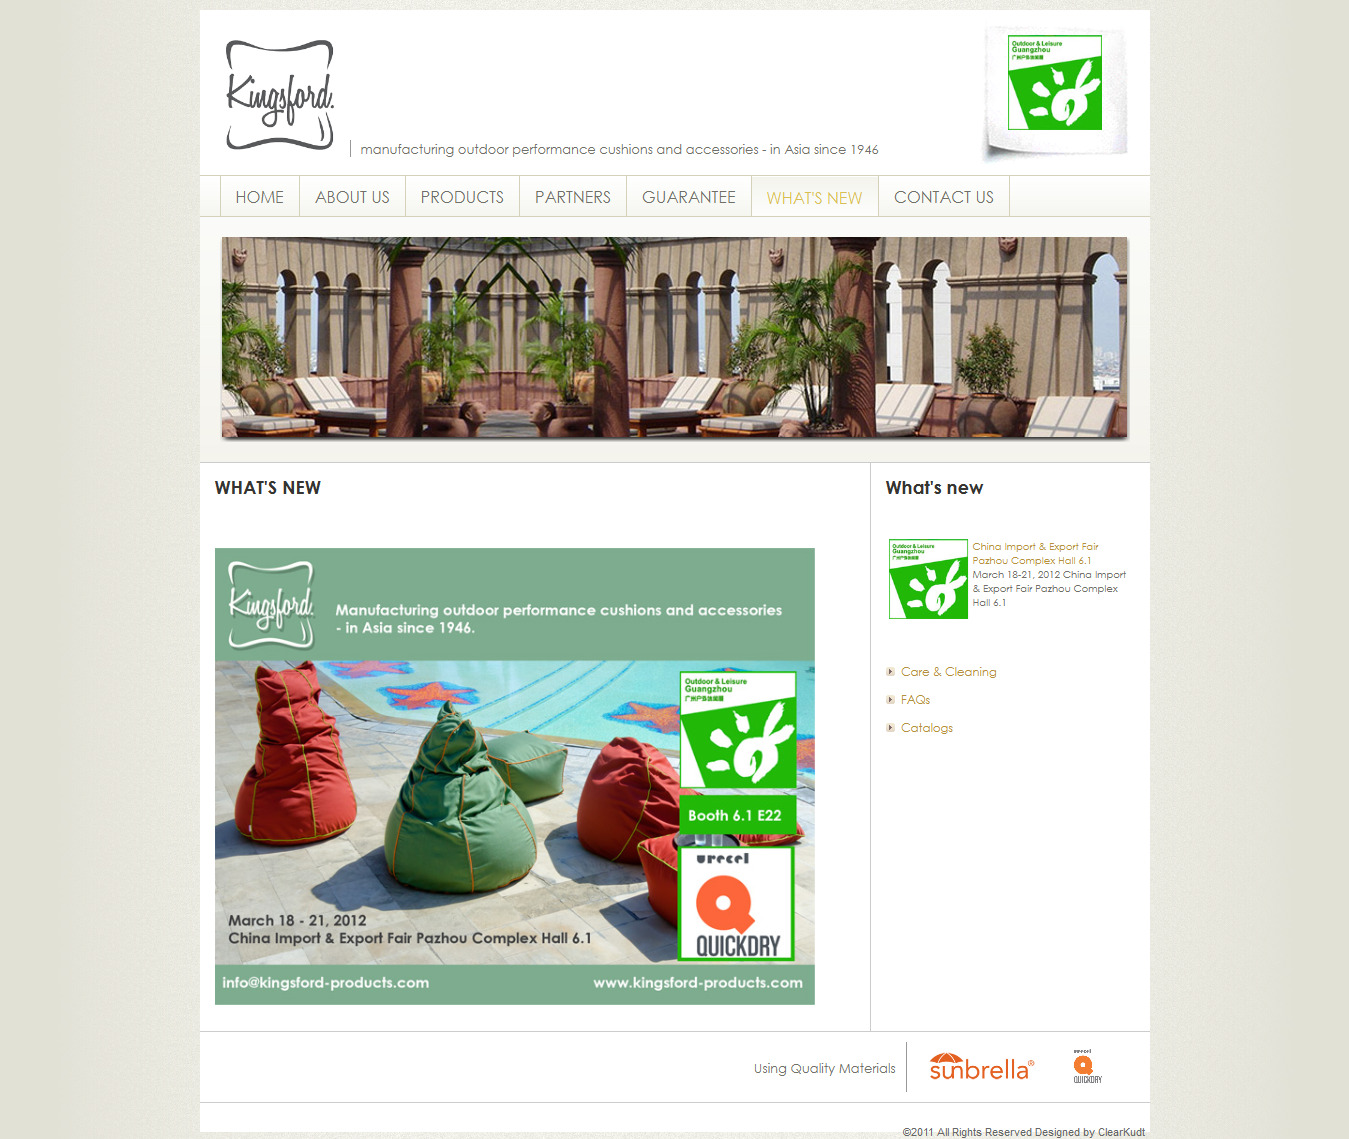 Kingsford.
manufacturing outdoor performance cushions and accessories - in Asia since 1946
Outdoor & Leisure
Guangzhou
广州户外休闲展
HOME
ABOUT US
PRODUCTS
PARTNERS
GUARANTEE
WHAT'S NEW
CONTACT US
WHAT'S NEW
Kingsford.
Manufacturing outdoor performance cushions and accessories
- in Asia since 1946.
Outdoor & Leisure
Guangzhou
广州户外休闲展
Booth 6.1 E22
urecel
QUICKDRY
March 18 - 21, 2012
China Import & Export Fair Pazhou Complex Hall 6.1
info@kingsford-products.com
www.kingsford-products.com
What's new
Outdoor & Leisure
Guangzhou
广州户外休闲展
China Import & Export Fair
Pazhou Complex Hall 6.1
March 18-21, 2012 China Import
& Export Fair Pazhou Complex
Hall 6.1
Care & Cleaning
FAQs
Catalogs
Using Quality Materials
sunbrella®
urecel
QUICKDRY
©2011 All Rights Reserved Designed by ClearKudt